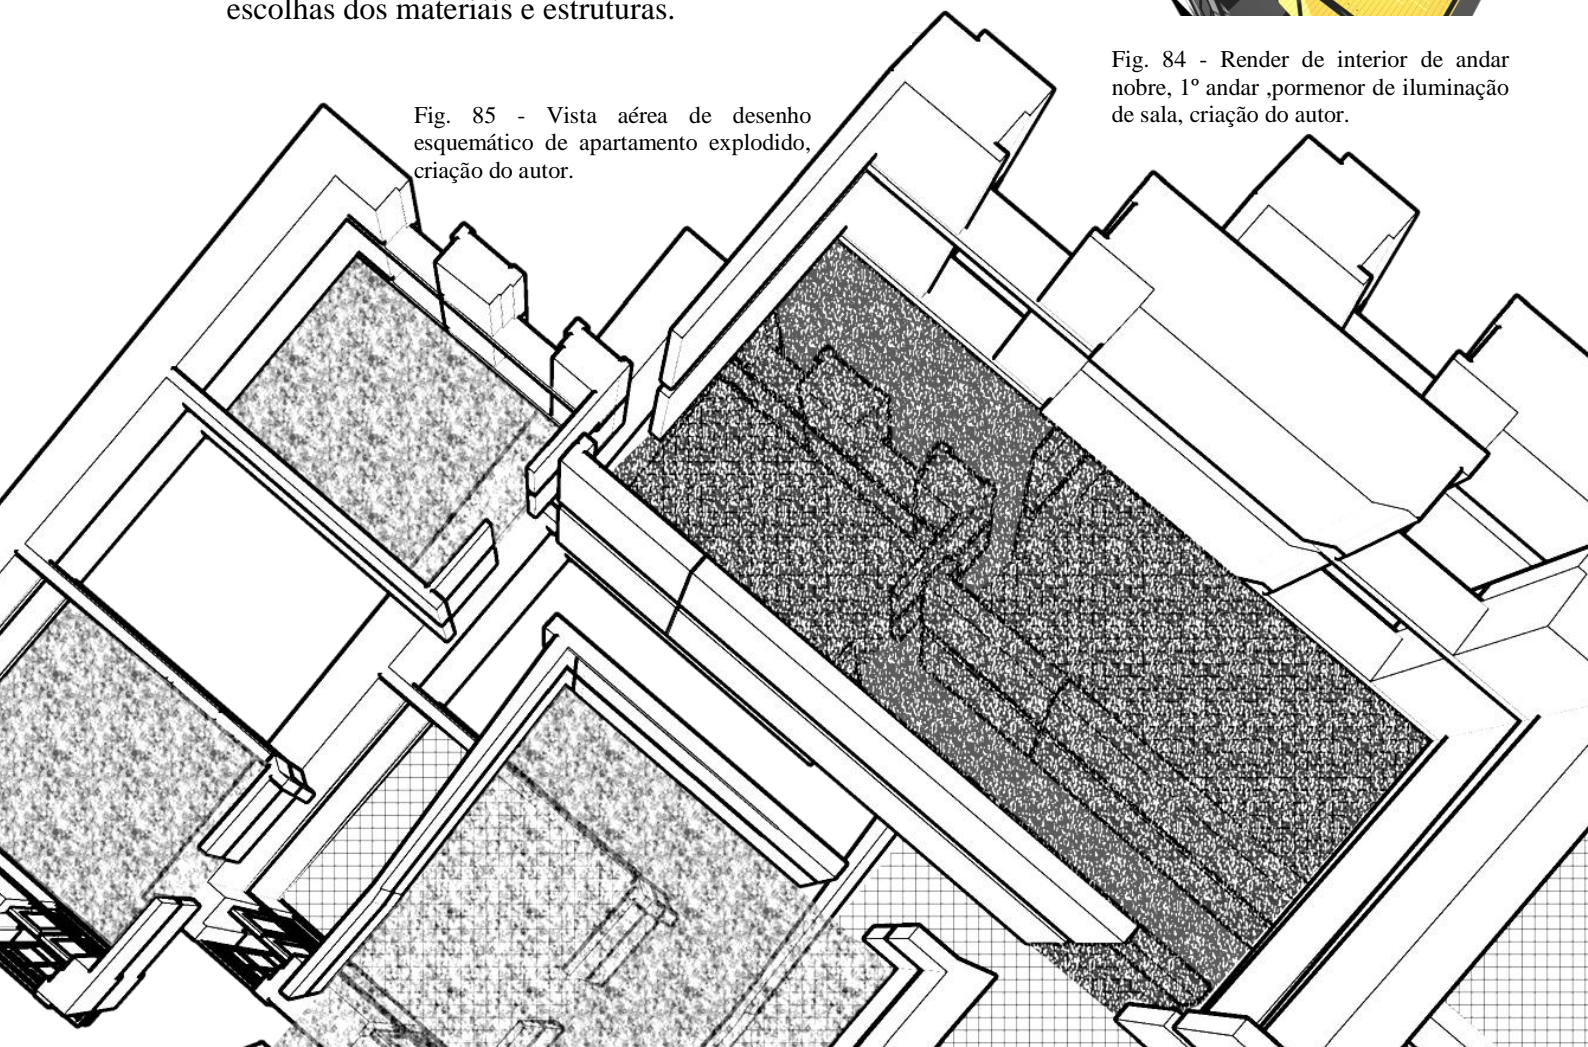 escolhas dos materiais e estruturas.
Fig. 84 - Render de interior de andar
nobre, 1º andar ,pormenor de iluminação
de sala, criação do autor.
Fig. 85 - Vista aérea de desenho
esquemático de apartamento explodido,
criação do autor.